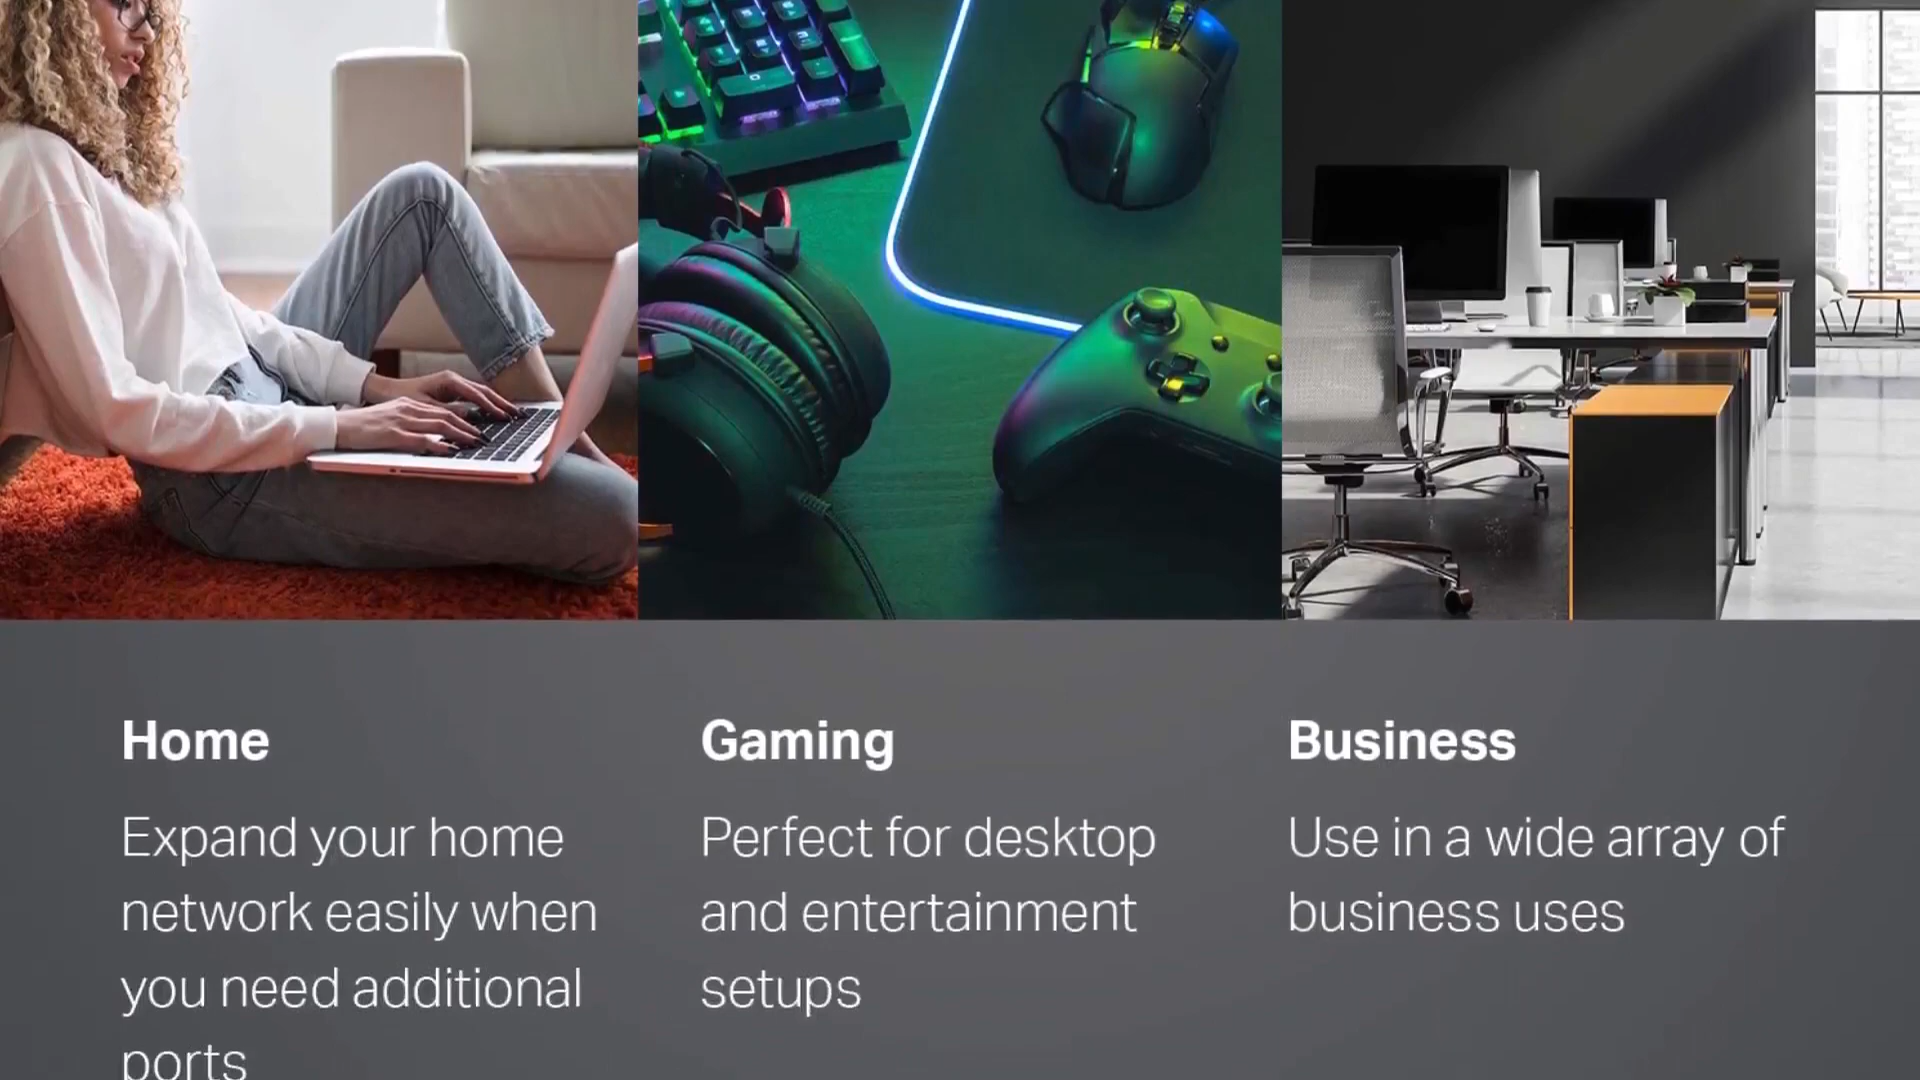 Home
Expand your home
network easily when
you need additional
ports
Gaming
Perfect for desktop
and entertainment
setups
Business
Use in a wide array of
business uses